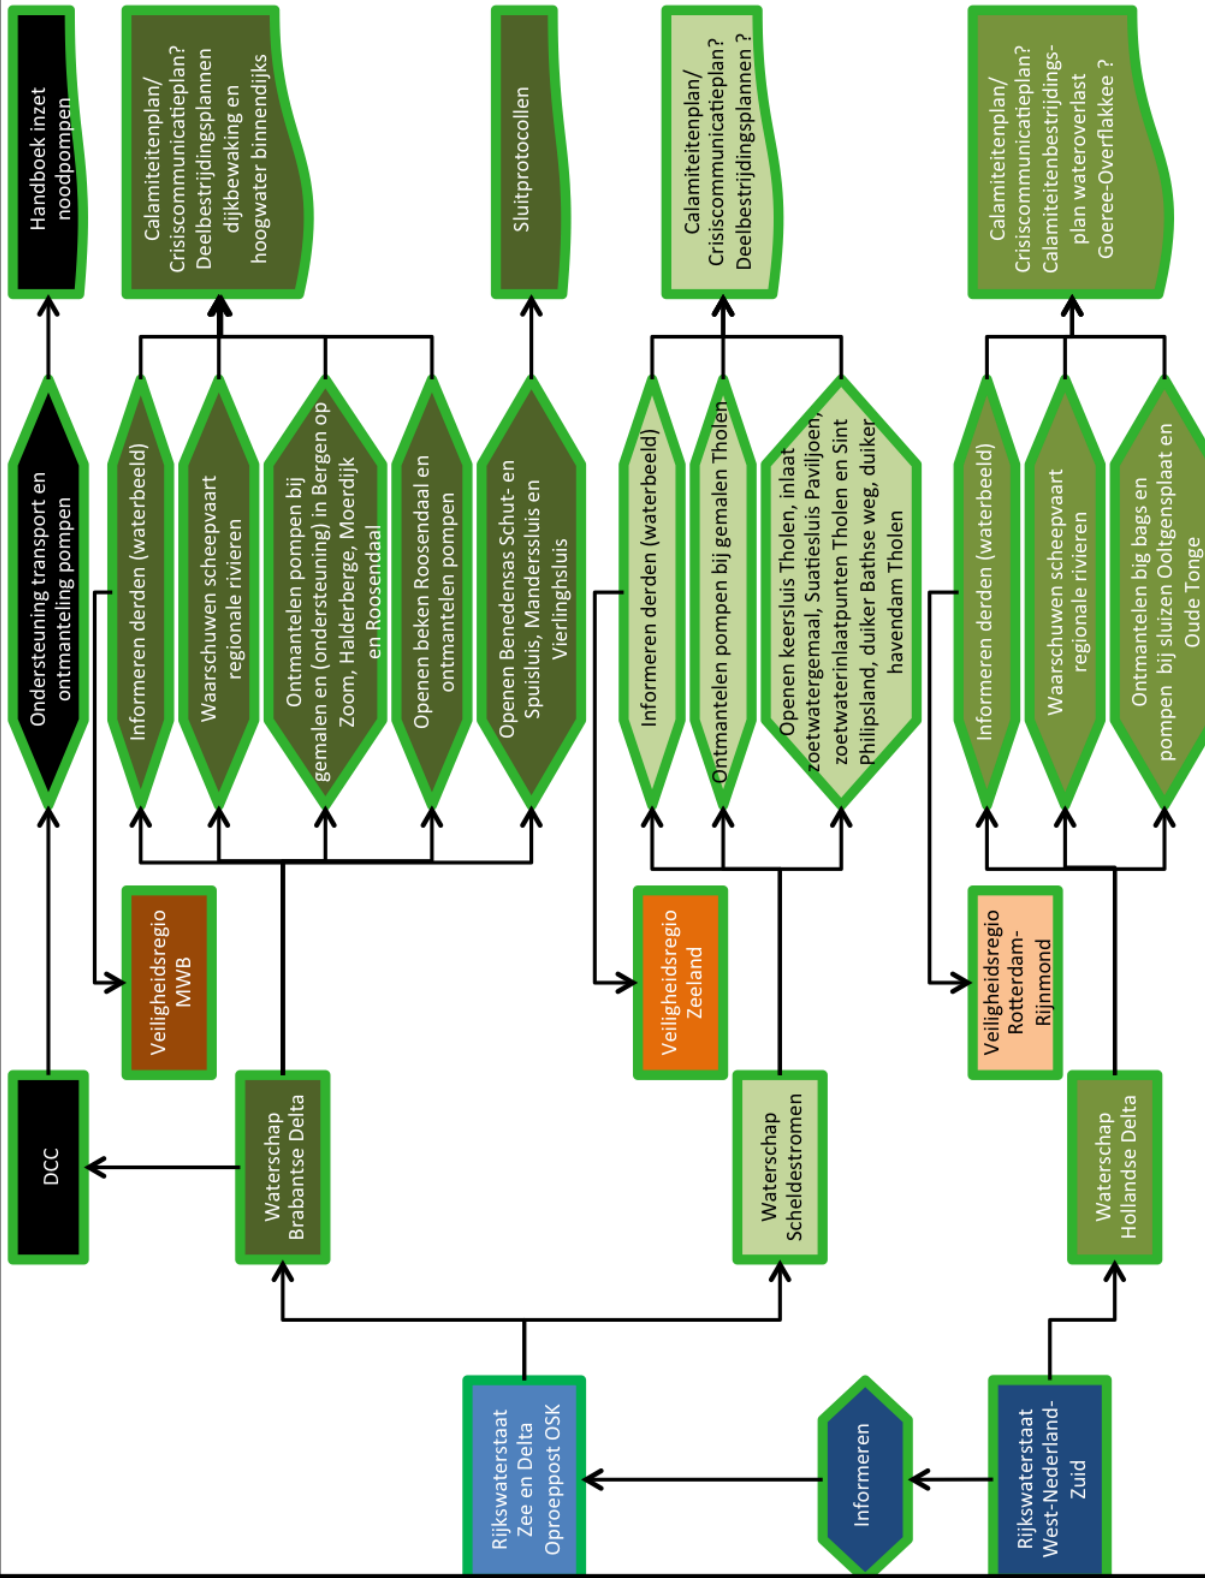 Handboek inzet
noodpompen
Calamiteitenplan/
Crisiscommunicatieplan?
Deelbestrijdingsplannen
dijkbewaking en
hoogwater binnendijks
Sluitprotocollen
Calamiteitenplan/
Crisiscommunicatieplan?
Deelbestrijdingsplannen ?
Calamiteitenplan/
Crisiscommunicatieplan?
Calamiteitenbestrijdings-
plan wateroverlast
Goeree-Overflakkee ?
Ondersteuning transport en
ontmanteling pompen
Informeren derden (waterbeeld)
Waarschuwen scheepvaart
regionale rivieren
Ontmantelen pompen bij
gemalen en (ondersteuning) in Bergen op
Zoom, Halderberge, Moerdijk
en Roosendaal
Openen beken Roosendaal en
ontmantelen pompen
Openen Benedensas Schut- en
Spuisluis, Manderssluis en
Vierlinghsluis
Informeren derden (waterbeeld)
Ontmantelen pompen bij gemalen Tholen
Openen keersluis Tholen, inlaat
zoetwatergemaal, Suatiesluis Paviljoen,
zoetwaterinlaatpunten Tholen en Sint
Philipsland, duiker Bathse weg, duiker
havendam Tholen
Informeren derden (waterbeeld)
Waarschuwen scheepvaart
regionale rivieren
Ontmantelen big bags en
pompen bij sluizen Ooltgensplaat en
Oude Tonge
Veiligheidsregio
MWB
Veiligheidsregio
Zeeland
Veiligheidsregio
Rotterdam-
Rijnmond
DCC
Waterschap
Brabantse Delta
Waterschap
Scheldestromen
Waterschap
Hollandse Delta
Rijkswaterstaat
Zee en Delta
Oproeppost OSK
Informeren
Rijkswaterstaat
West-Nederland-
Zuid